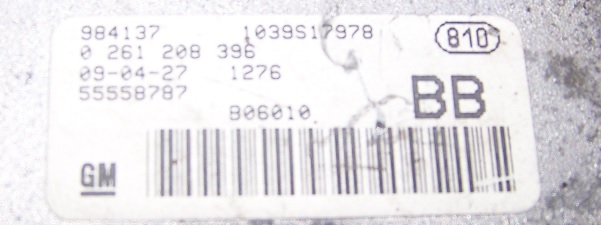 984137 1039S17978 810
0 261 208 396
09-04-27 1276
55558787 BB
B06010
GM